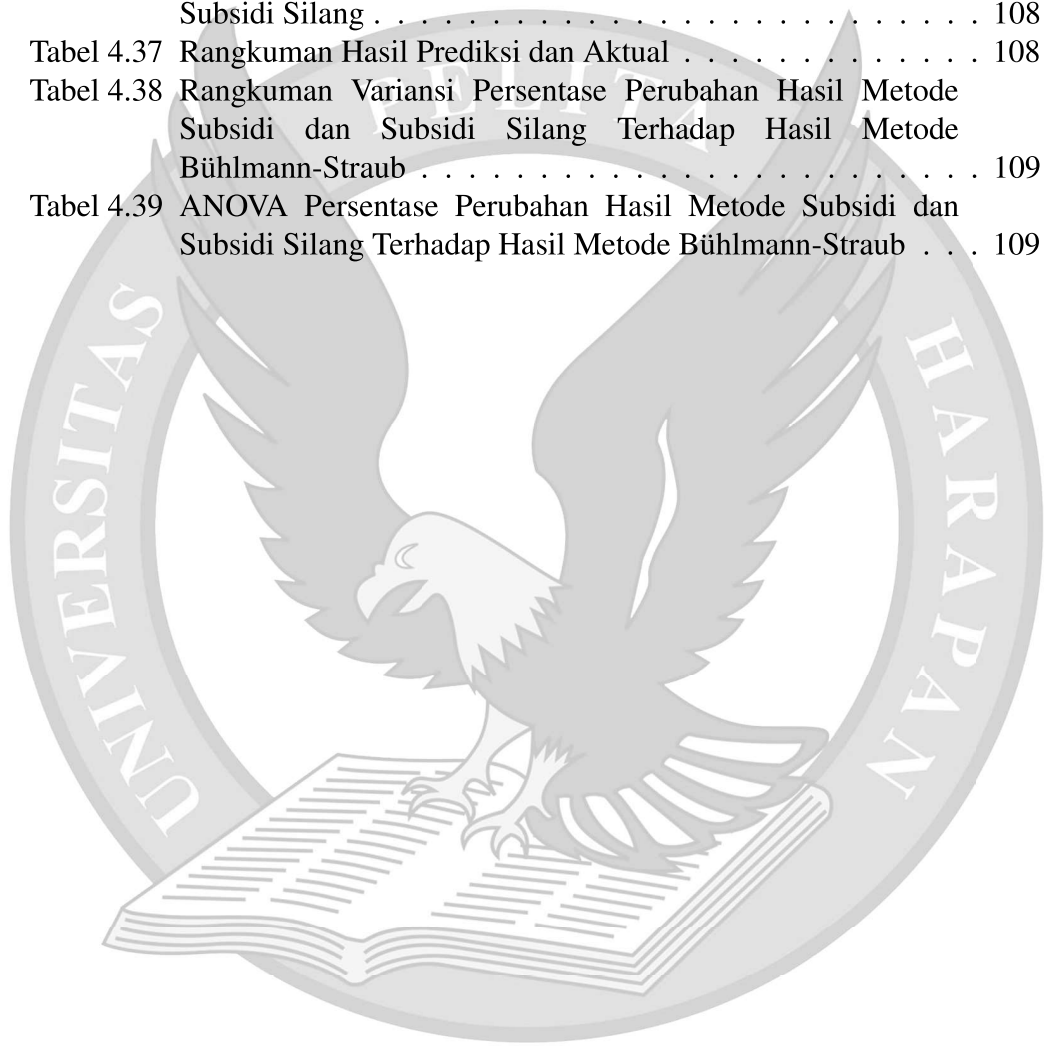 Subsidi Silang . . . . . . . . . . . . . . . . . . . . . . . . . . . . 108
Tabel 4.37 Rangkuman Hasil Prediksi dan Aktual . . . . . . . . . . . . . . 108
Tabel 4.38 Rangkuman Variansi Persentase Perubahan Hasil Metode
Subsidi dan Subsidi Silang Terhadap Hasil Metode
Bühlmann-Straub . . . . . . . . . . . . . . . . . . . . . . . . . . 109
Tabel 4.39 ANOVA Persentase Perubahan Hasil Metode Subsidi dan
Subsidi Silang Terhadap Hasil Metode Bühlmann-Straub . . . 109
UNIVERSITAS PELITA HARAPAN